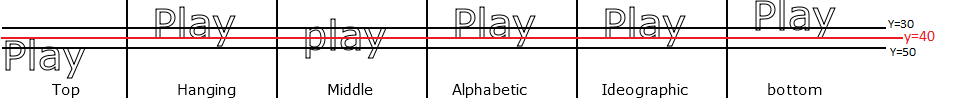 Play Play play Play Play Play
Y=30
y=40
Y=50
Top Hanging Middle Alphabetic Ideographic bottom